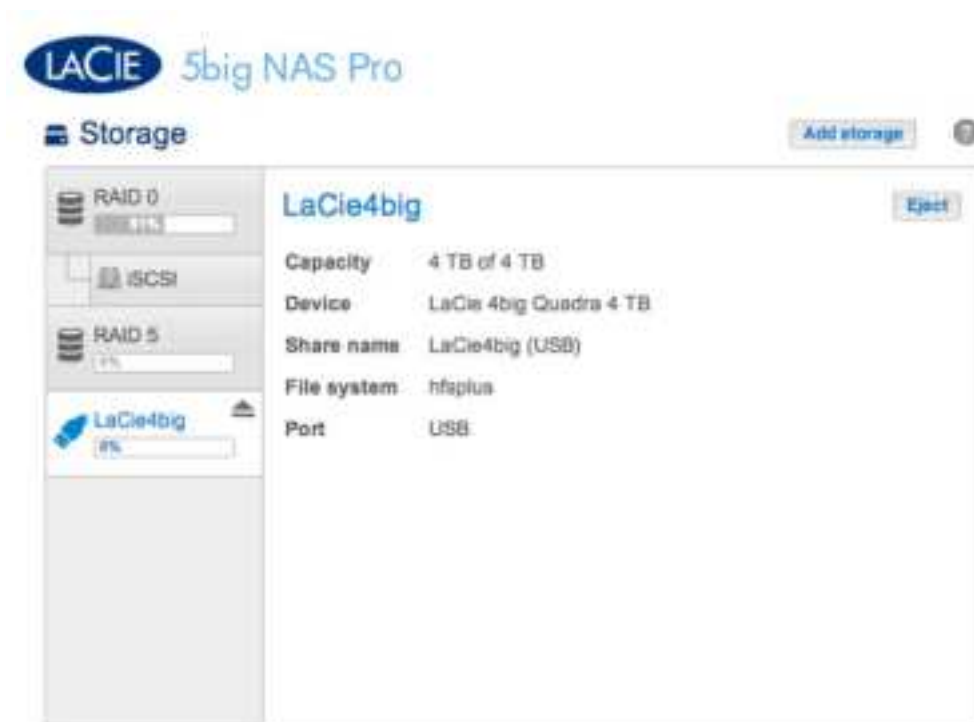 LACIE 5big NAS Pro
Storage
Add storage
?
RAID 0
iSCSI
RAID 5
LaCie4big
0%
LaCie4big
Eject
Capacity 4 TB of 4 TB
Device LaCie 4big Quadra 4 TB
Share name LaCie4big (USB)
File system hfsplus
Port USB